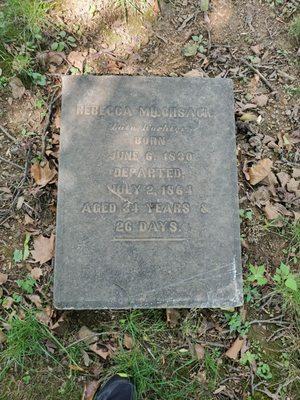 REBECCA
BORN
JUNE 6, 1830
DEPARTED
JULY 2, 1864
AGED 34 YEARS &
26 DAYS.